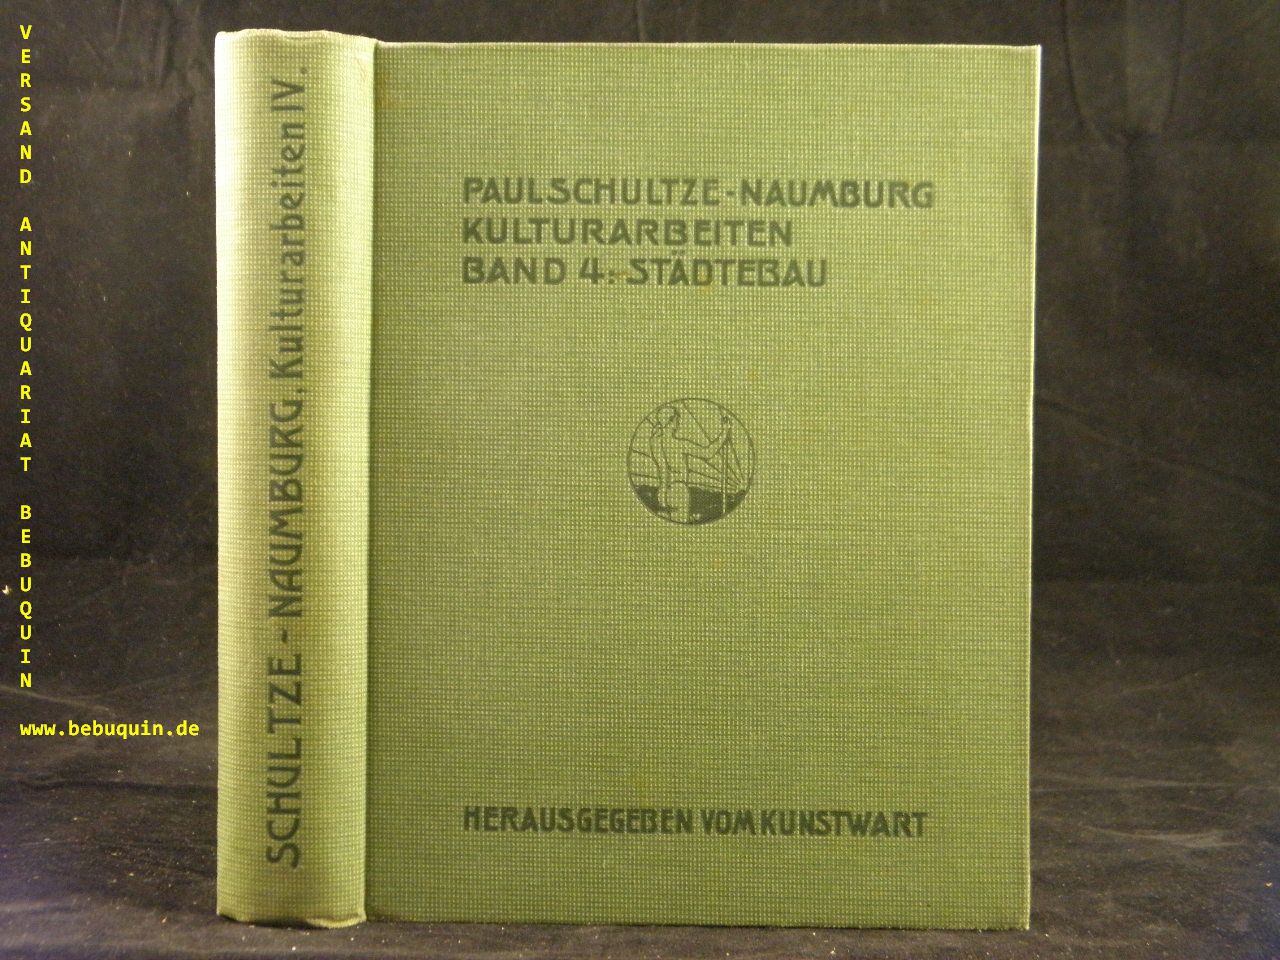 VERSAND ANTIQUARIAT BEBUQUIN
www.bebuquin.de
SCHULTZE-NAUMBURG. Kulturarbeiten IV.
PAUL SCHULTZE-NAUMBURG
KULTURARBEITEN
BAND 4: STÄDTEBAU
HERAUSGEGEBEN VOM KUNSTWART